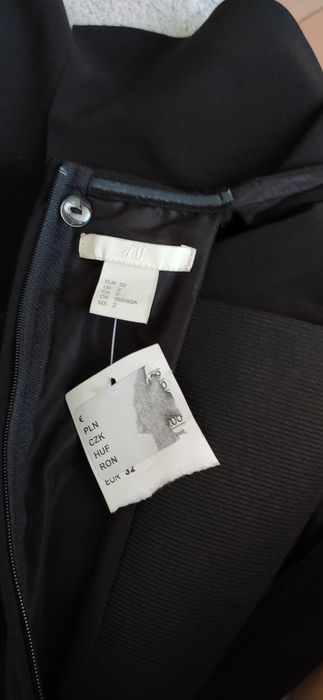 H&M
EUR 32
US 2
CA 2
CN 155/60A
MX 2
€
PLN
CZK
HUF
RON
EUR 32